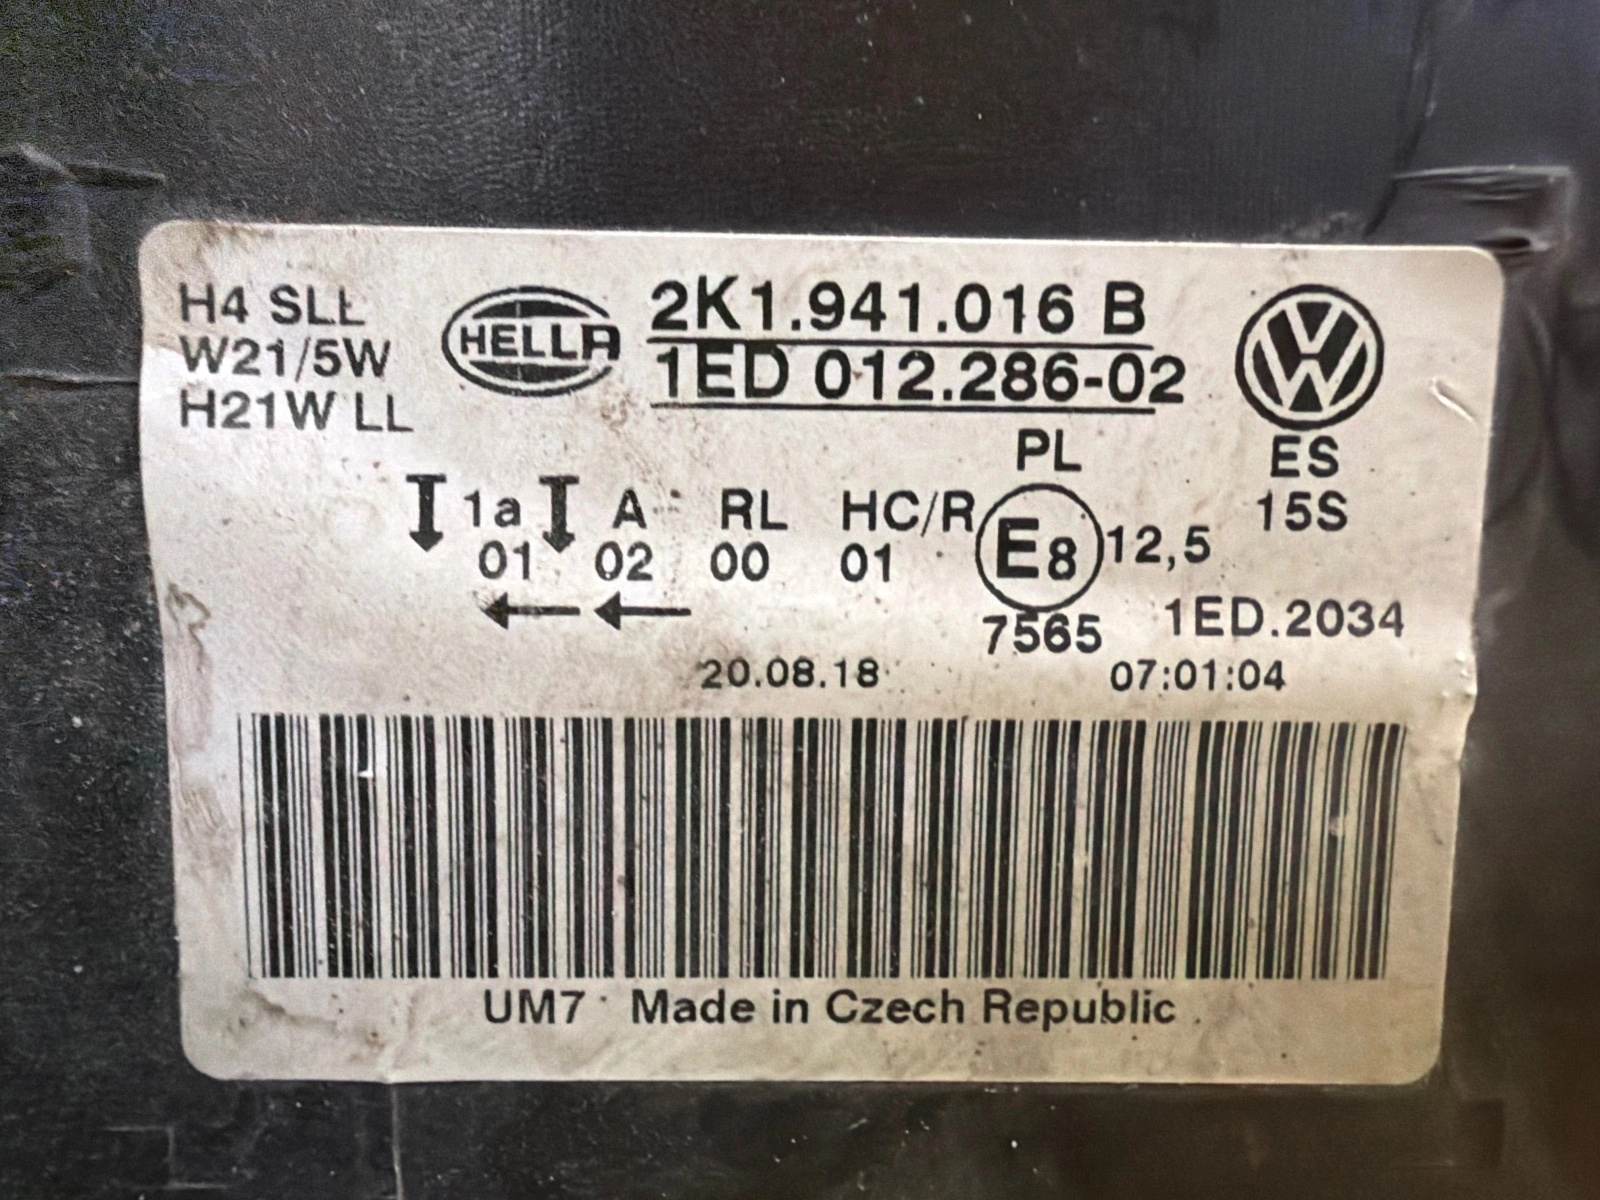 H4 SLL
W21/5W
H21W LL
HELLA
2K1.941.016 B
1ED 012.286-02
PL
ES
15S
1a A RL HC/R E8 12,5
01 02 00 01
7565 1ED.2034
20.08.18 07:01:04
UM7 Made in Czech Republic